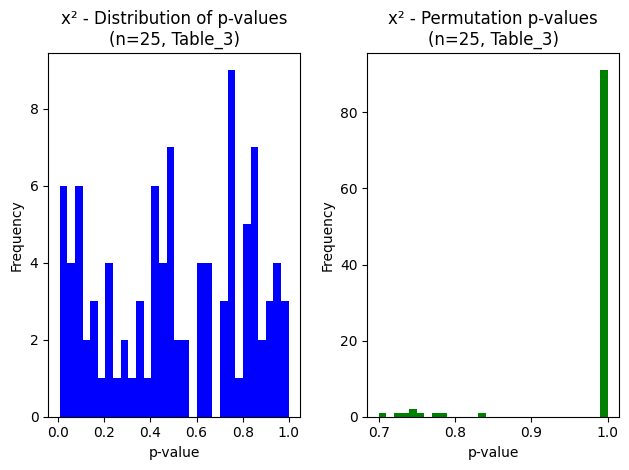 x² - Distribution of p-values
(n=25, Table_3)
Frequency
8
6
4
2
0
0.0 0.2 0.4 0.6 0.8 1.0
p-value
x² - Permutation p-values
(n=25, Table_3)
Frequency
80
60
40
20
0
0.7 0.8 0.9 1.0
p-value